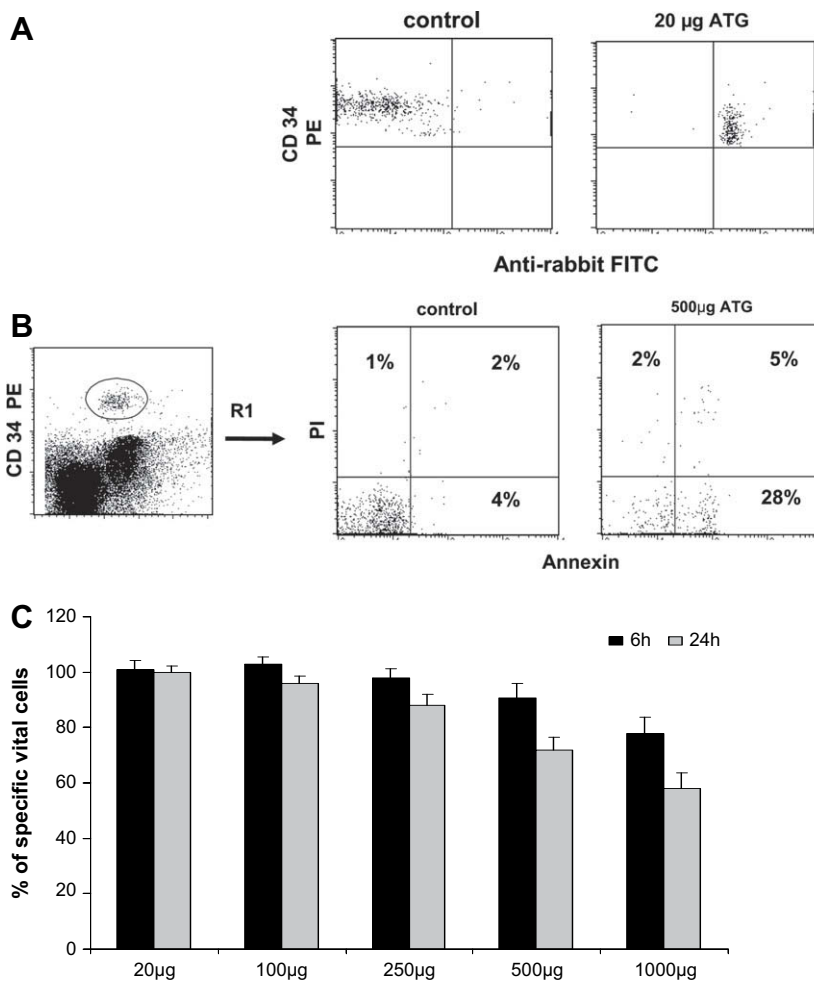 A
control
20 µg ATG
CD 34
PE
Anti-rabbit FITC
B
control
500µg ATG
CD 34 PE
R1
PI
1%
2%
4%
2%
5%
28%
Annexin
C
% of specific vital cells
120
100
80
60
40
20
0
6h
24h
20µg
100µg
250µg
500µg
1000µg